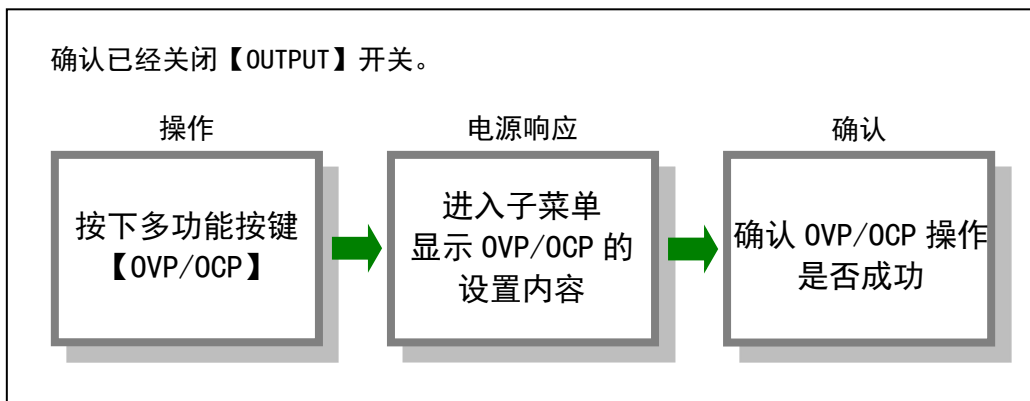 确认已经关闭【OUTPUT】开关。
操作
电源响应
确认
按下多功能按键
【OVP/OCP】
进入子菜单
显示 OVP/OCP 的
设置内容
确认 OVP/OCP 操作
是否成功